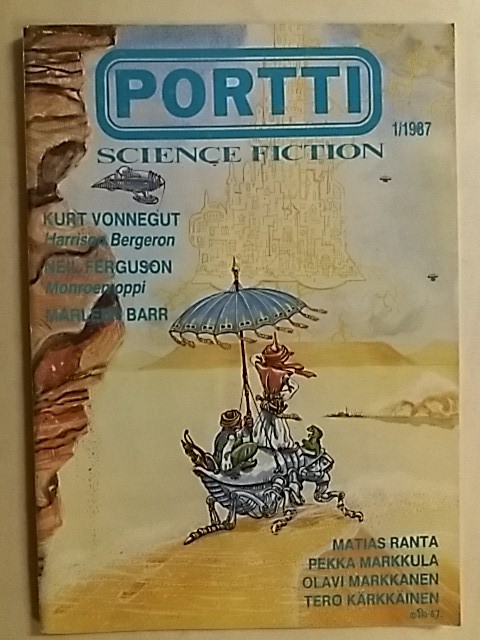 PORTTI
1/1987
SCIENCE FICTION
KURT VONNEGUT
Harrison Bergeron
NEIL FERGUSON
Monroentoppi
MARLEEN BARR
MATIAS RANTA
PEKKA MARKKULA
OLAVI MARKKANEN
TERO KÄRKKÄINEN